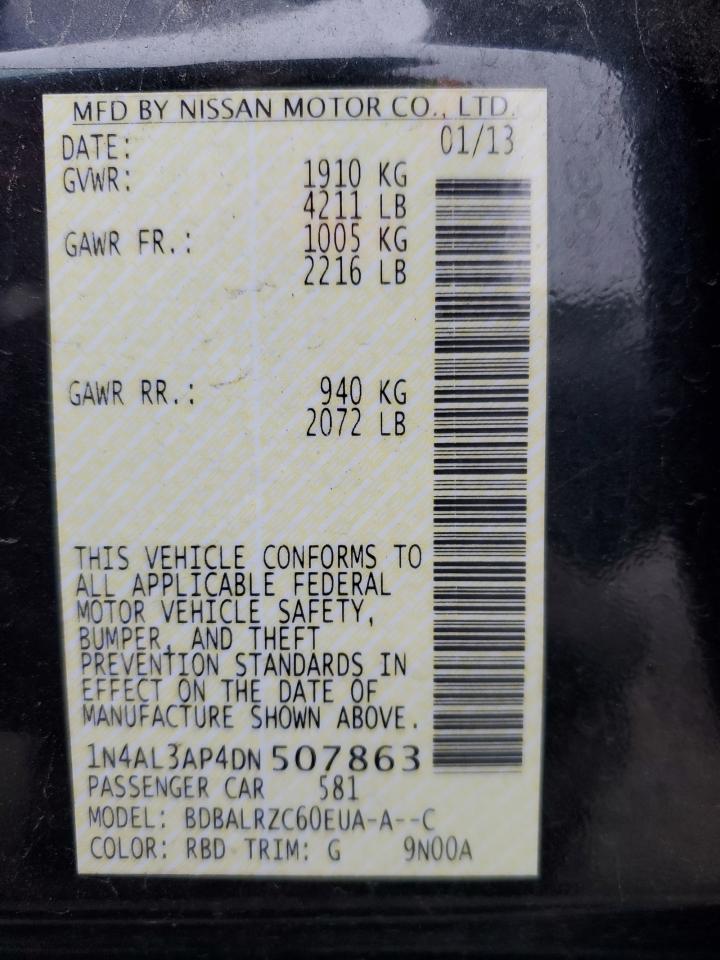 MFD BY NISSAN MOTOR CO., LTD.
DATE: 01/13
GVWR: 1910 KG
4211 LB
GAWR FR.: 1005 KG
2216 LB
GAWR RR.: 940 KG
2072 LB
THIS VEHICLE CONFORMS TO
ALL APPLICABLE FEDERAL
MOTOR VEHICLE SAFETY,
BUMPER, AND THEFT
PREVENTION STANDARDS IN
EFFECT ON THE DATE OF
MANUFACTURE SHOWN ABOVE.
1N4AL3AP4DN507863
PASSENGER CAR 581
MODEL: BDBALRZC60EUA-A--C
COLOR: RBD TRIM: G 9N00A